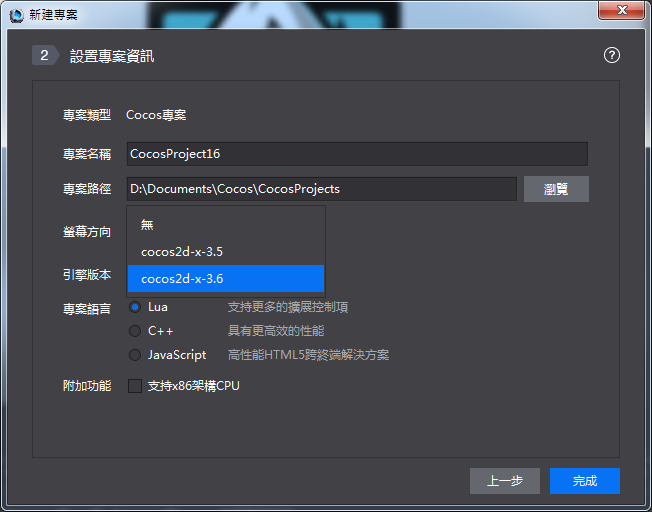 新建專案
2 設置專案資訊 ?
專案類型 Cocos專案
專案名稱 CocosProject16
專案路徑 D:\Documents\Cocos\CocosProjects 瀏覽
螢幕方向 無
cocos2d-x-3.5
引擎版本 cocos2d-x-3.6
專案語言 Lua 支持更多的擴展控制項
C++ 具有更高效的性能
JavaScript 高性能HTML5跨終端解決方案
附加功能 支持x86架構CPU
上一步 完成